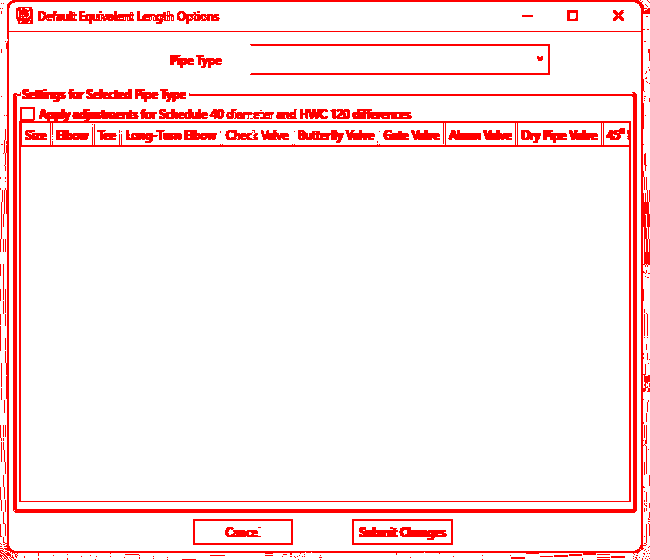 Default Equivalent Length Options
Pipe Type
Settings for Selected Pipe Type
Apply adjustments for Schedule 40 diameter and HWC 120 differences
Size Elbow Tee Long-Turn Elbow Check Valve Butterfly Valve Gate Valve Alarm Valve Dry Pipe Valve 45°
Cancel Submit Changes